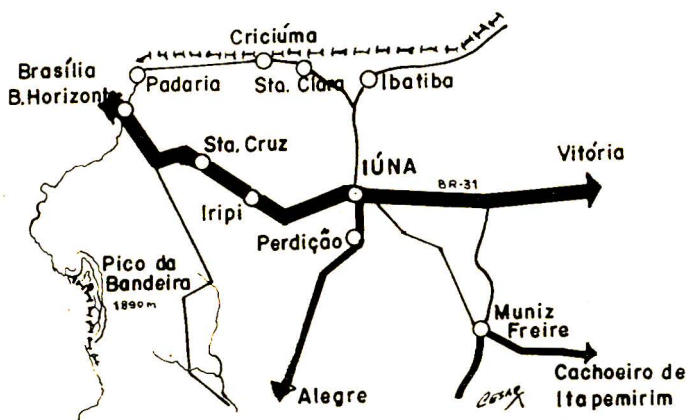 Criciúma
Brasília
B. Horizonte
Padaria
Sta. Clara
Ibatiba
Sta. Cruz
IÚNA
BR-31
Vitória
Iripi
Perdição
Pico da
Bandeira
1890m
Muniz
Freire
Alegre
CESAR
Cachoeiro de
Itapemirim